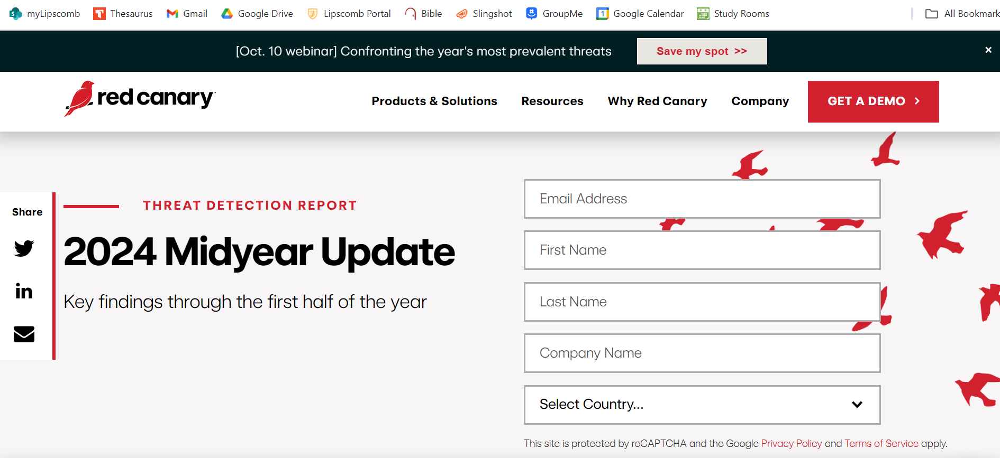 myLipscomb Thesaurus Gmail Google Drive Lipscomb Portal Bible Slingshot GroupMe 1 Google Calendar Study Rooms All Bookmark
[Oct. 10 webinar] Confronting the year's most prevalent threats Save my spot >> ×
red canary™ Products & Solutions Resources Why Red Canary Company GET A DEMO >
Share
THREAT DETECTION REPORT
2024 Midyear Update
in
Key findings through the first half of the year
Email Address
First Name
Last Name
Company Name
Select Country...
This site is protected by reCAPTCHA and the Google Privacy Policy and Terms of Service apply.